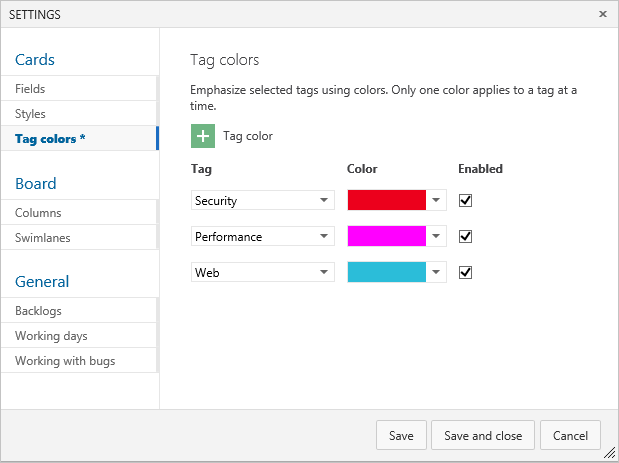 SETTINGS
Cards
Fields
Styles
Tag colors *
Board
Columns
Swimlanes
General
Backlogs
Working days
Working with bugs
Tag colors
Emphasize selected tags using colors. Only one color applies to a tag at a
time.
Tag color
Tag Color Enabled
Security
Performance
Web
Save Save and close Cancel